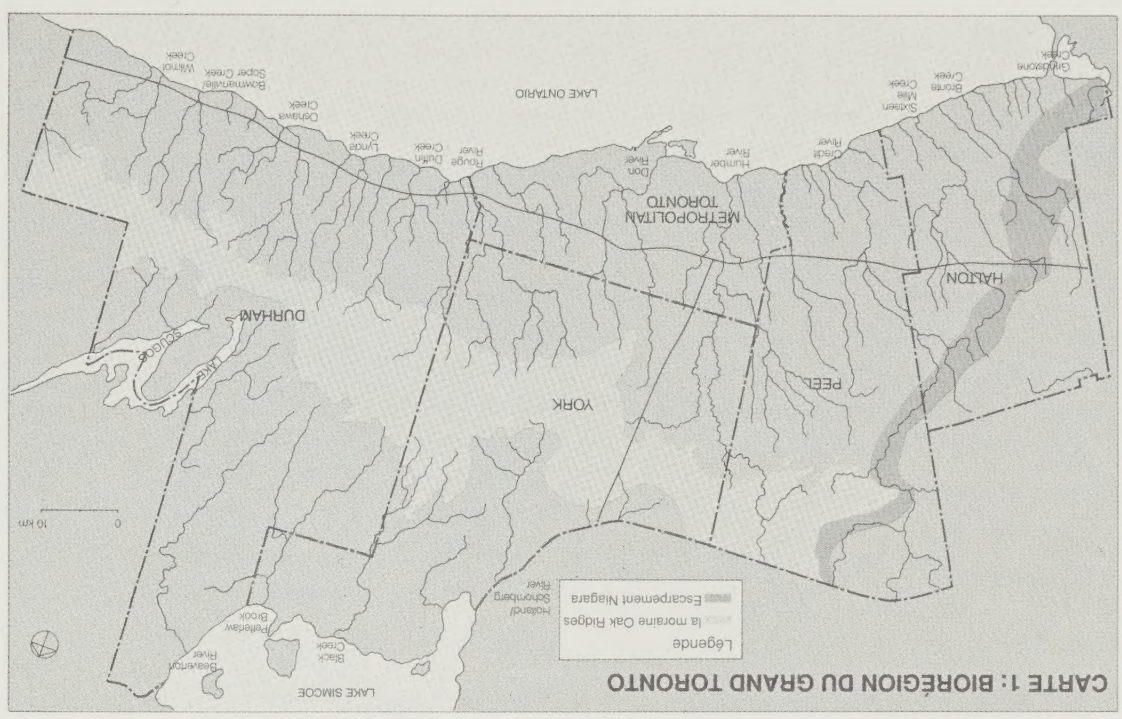 CARTE 1: BIORÉGION DU GRAND TORONTO
LAKE SIMCOE
Beaverton
River
Black
Creek
Pefferlaw
Brook
Légende
la moraine Oak Ridges
Escarpement Niagara
Holland/
Schomberg
River
0 10 km
YORK
PEEL
LAKE
SCUGOG
DURHAM
HALTON
METROPOLITAN
TORONTO
Grindstone
Creek
Bronte
Creek
Sixteen
Mile
Creek
Credit
River
Humber
River
Don
River
Rouge
River
Duffin
Creek
Lynde
Creek
Oshawa
Creek
Bowmanville/
Soper Creek
Wilmot
Creek
LAKE ONTARIO